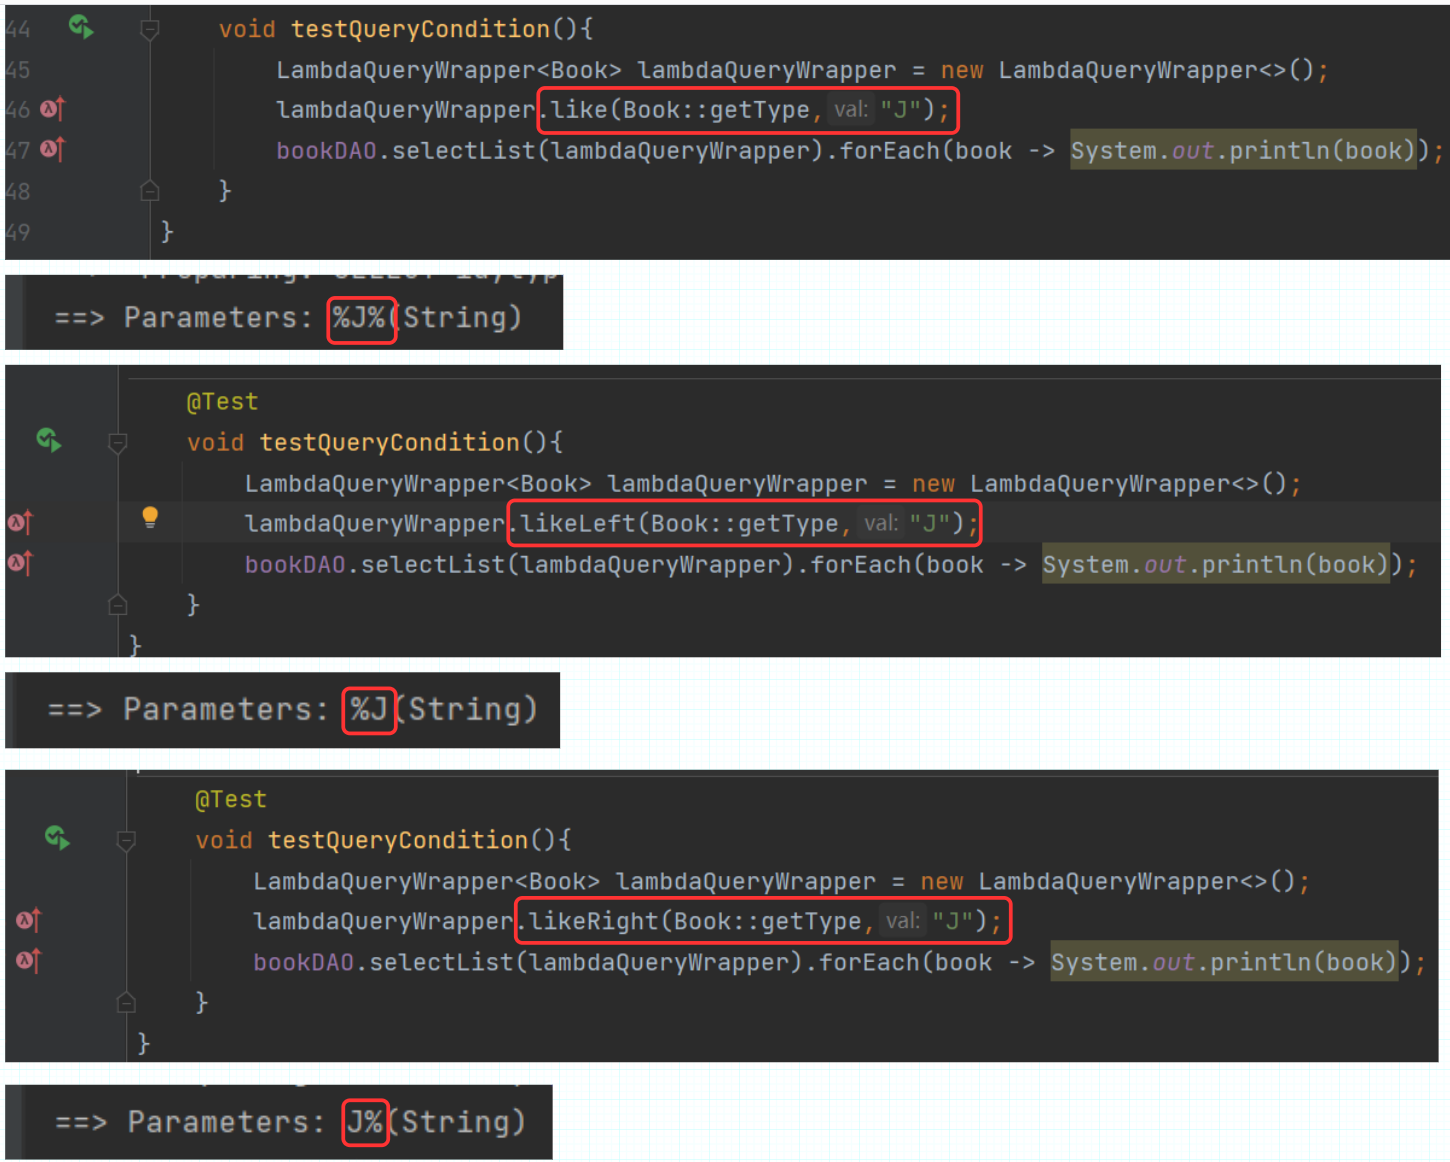 44 void testQueryCondition(){
45 LambdaQueryWrapper<Book> lambdaQueryWrapper = new LambdaQueryWrapper<>();
46 lambdaQueryWrapper.like(Book::getType, val: "J");
47 bookDAO.selectList(lambdaQueryWrapper).forEach(book -> System.out.println(book));
48 }
49 }
==> Parameters: %J%(String)
@Test
void testQueryCondition(){
LambdaQueryWrapper<Book> lambdaQueryWrapper = new LambdaQueryWrapper<>();
lambdaQueryWrapper.likeLeft(Book::getType, val: "J");
bookDAO.selectList(lambdaQueryWrapper).forEach(book -> System.out.println(book));
}
}
==> Parameters: %J(String)
@Test
void testQueryCondition(){
LambdaQueryWrapper<Book> lambdaQueryWrapper = new LambdaQueryWrapper<>();
lambdaQueryWrapper.likeRight(Book::getType, val: "J");
bookDAO.selectList(lambdaQueryWrapper).forEach(book -> System.out.println(book));
}
}
==> Parameters: J%(String)